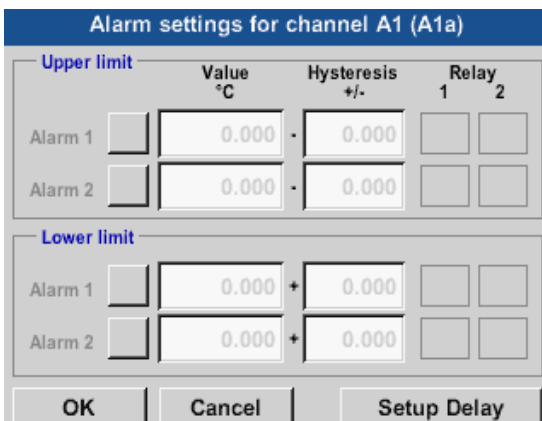 Alarm settings for channel A1 (A1a)
Upper limit
Value Hysteresis Relay
°C +/- 1 2
Alarm 1 0.000 - 0.000
Alarm 2 0.000 - 0.000
Lower limit
Alarm 1 0.000 + 0.000
Alarm 2 0.000 + 0.000
OK Cancel Setup Delay